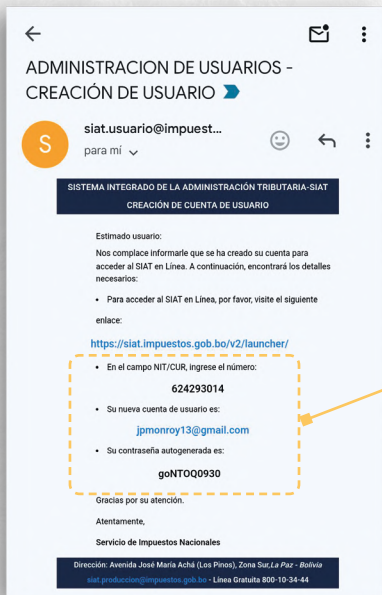 ADMINISTRACION DE USUARIOS -
CREACIÓN DE USUARIO
S
siat.usuario@impuest...
para mí
SISTEMA INTEGRADO DE LA ADMINISTRACIÓN TRIBUTARIA-SIAT
CREACIÓN DE CUENTA DE USUARIO
Estimado usuario:
Nos complace informarle que se ha creado su cuenta para
acceder al SIAT en Línea. A continuación, encontrará los detalles
necesarios:
• Para acceder al SIAT en Línea, por favor, visite el siguiente
enlace:
https://siat.impuestos.gob.bo/v2/launcher/
• En el campo NIT/CUR, ingrese el número:
624293014
• Su nueva cuenta de usuario es:
jpmonroy13@gmail.com
• Su contraseña autogenerada es:
goNTOQ0930
Gracias por su atención.
Atentamente,
Servicio de Impuestos Nacionales
Dirección: Avenida José María Achá (Los Pinos), Zona Sur,La Paz - Bolivia
siat.produccion@impuestos.gob.bo - Línea Gratuita 800-10-34-44